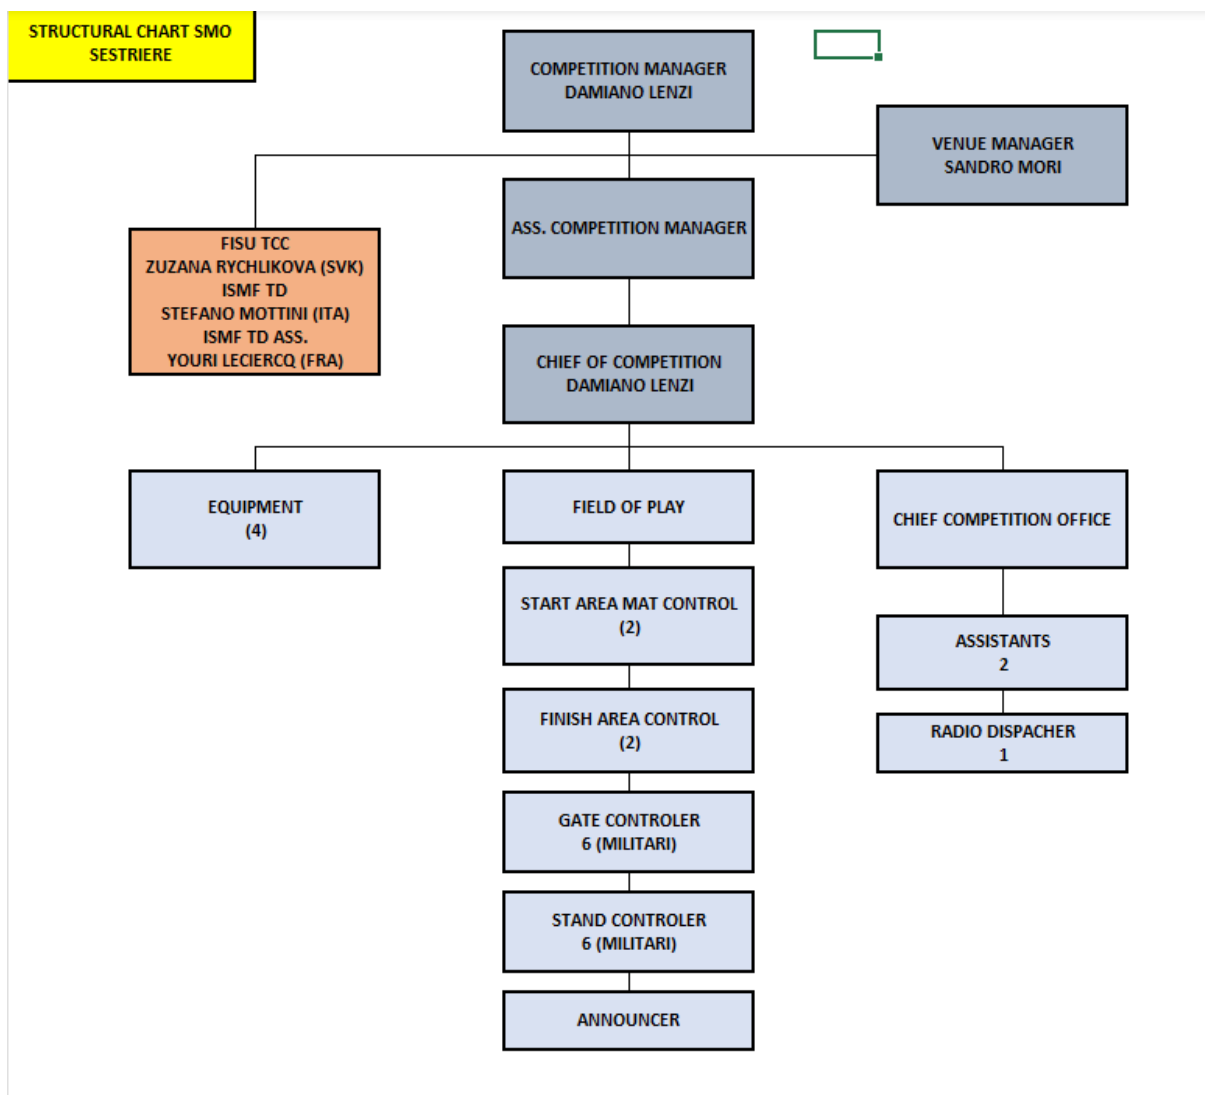 STRUCTURAL CHART SMO
SESTRIERE
COMPETITION MANAGER
DAMIANO LENZI
VENUE MANAGER
SANDRO MORI
ASS. COMPETITION MANAGER
FISU TCC
ZUZANA RYCHLIKOVA (SVK)
ISMF TD
STEFANO MOTTINI (ITA)
ISMF TD ASS.
YOURI LECIERCQ (FRA)
CHIEF OF COMPETITION
DAMIANO LENZI
EQUIPMENT
(4)
FIELD OF PLAY
CHIEF COMPETITION OFFICE
START AREA MAT CONTROL
(2)
ASSISTANTS
2
FINISH AREA CONTROL
(2)
RADIO DISPACHER
1
GATE CONTROLER
6 (MILITARI)
STAND CONTROLER
6 (MILITARI)
ANNOUNCER